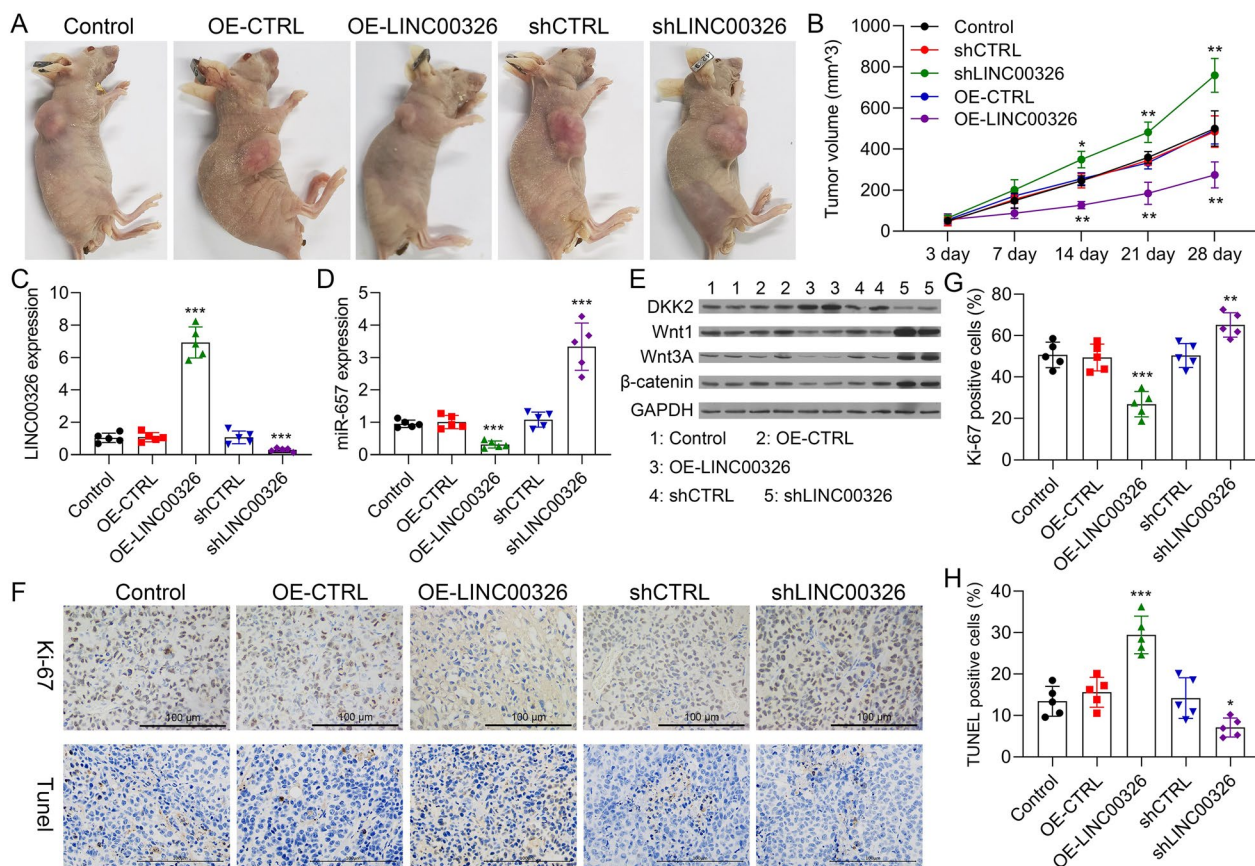 A
Control
OE-CTRL
OE-LINC00326
shCTRL
shLINC00326
B
Tumor volume (mm^3)
1000
800
600
400
200
0
Control
shCTRL
shLINC00326
OE-CTRL
OE-LINC00326
*
**
**
**
**
**
3 day
7 day
14 day
21 day
28 day
C
LINC00326 expression
10
8
6
4
2
0
***
***
Control
OE-CTRL
OE-LINC00326
shCTRL
shLINC00326
D
miR-657 expression
5
4
3
2
1
0
***
***
Control
OE-CTRL
OE-LINC00326
shCTRL
shLINC00326
E
1 1 2 2 3 3 4 4 5 5
DKK2
Wnt1
Wnt3A
β-catenin
GAPDH
1: Control 2: OE-CTRL
3: OE-LINC00326
4: shCTRL 5: shLINC00326
G
Ki-67 positive cells (%)
80
60
40
20
0
***
**
Control
OE-CTRL
OE-LINC00326
shCTRL
shLINC00326
F
Control
OE-CTRL
OE-LINC00326
shCTRL
shLINC00326
Ki-67
100 μm
100 μm
100 μm
100 μm
100 μm
Tunel
H
TUNEL positive cells (%)
40
30
20
10
0
***
*
Control
OE-CTRL
OE-LINC00326
shCTRL
shLINC00326